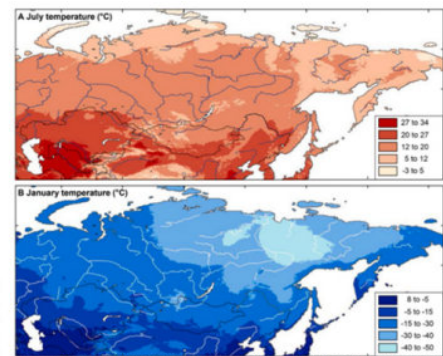 A July temperature (°C)
27 to 34
20 to 27
12 to 20
5 to 12
-3 to 5
B January temperature (°C)
8 to -5
-5 to -15
-15 to -30
-30 to -40
-40 to -50